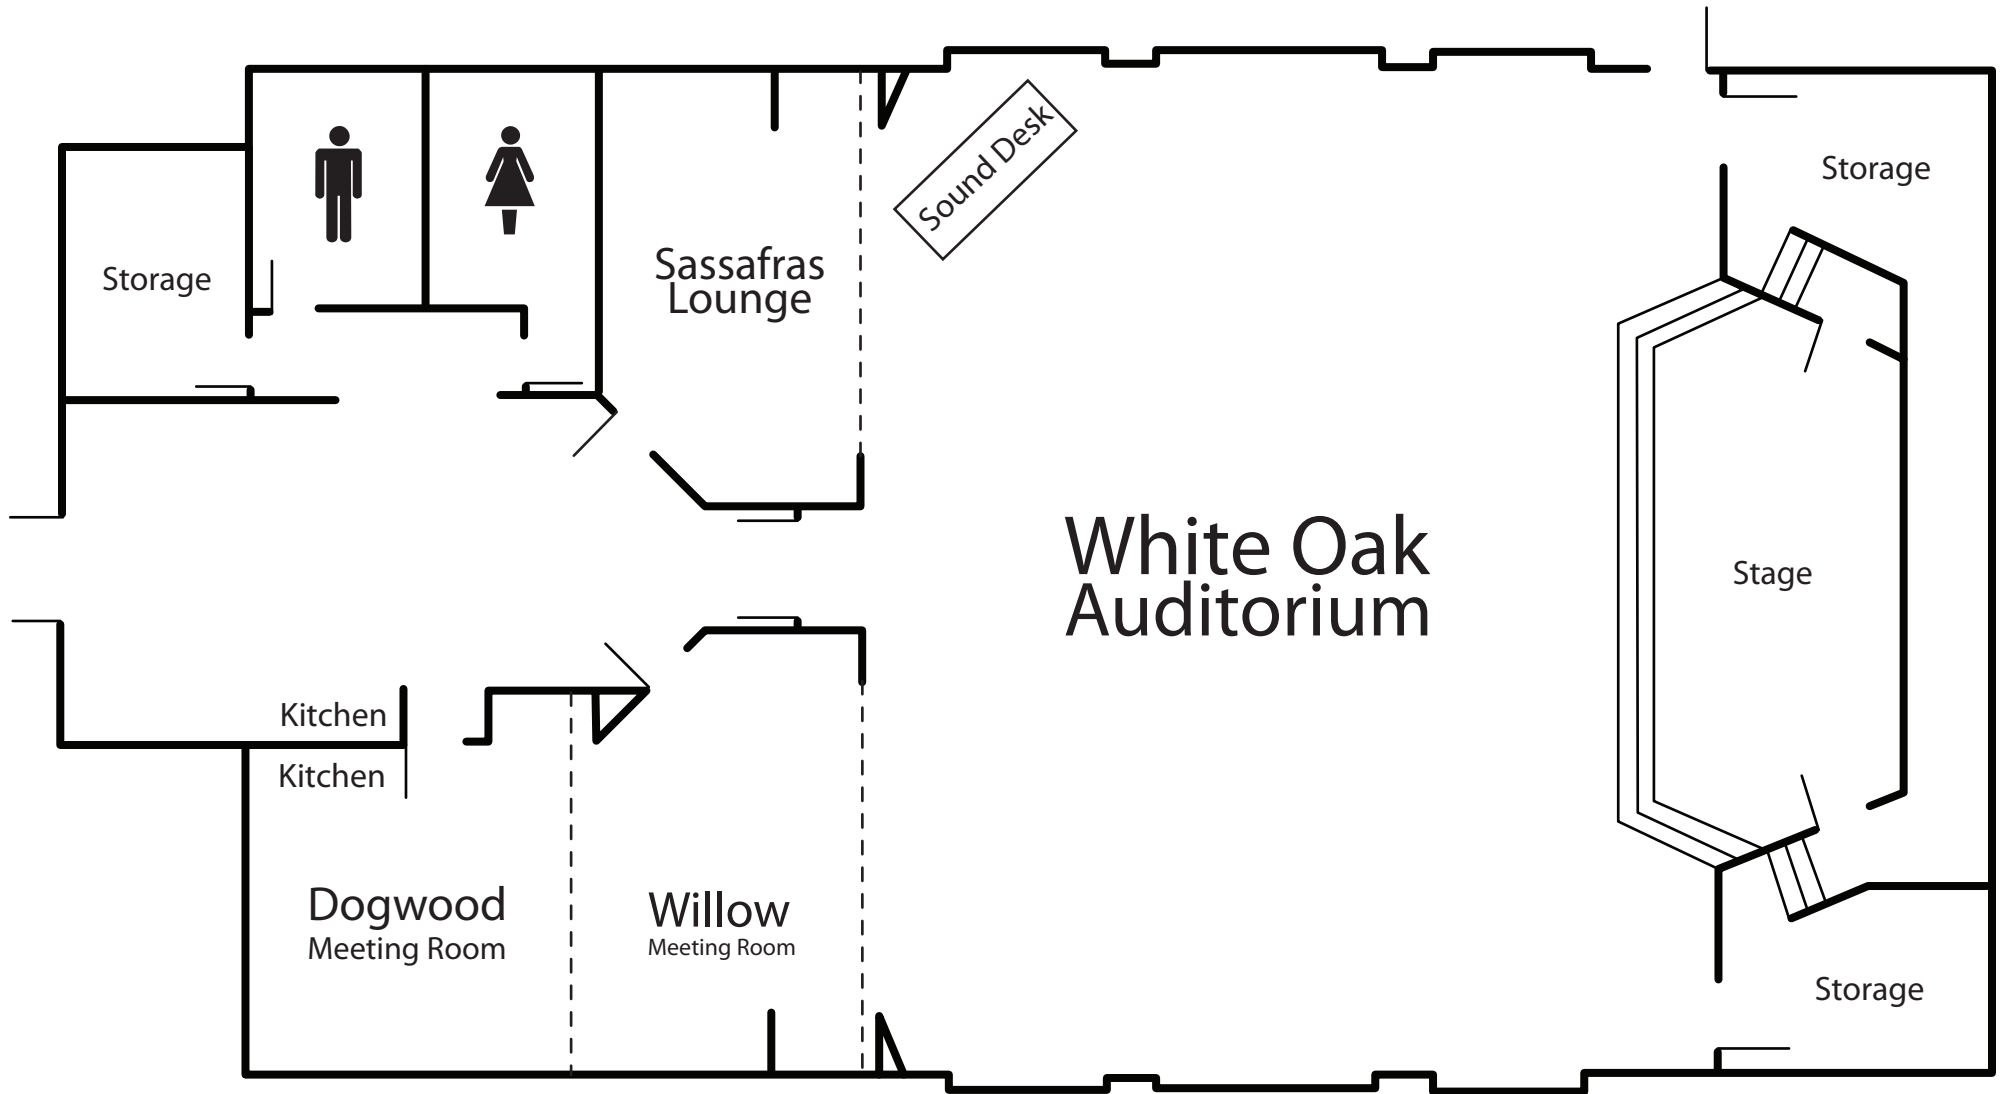 Sound Desk
Storage
Storage
Sassafras
Lounge
White Oak
Auditorium
Stage
Kitchen
Kitchen
Dogwood
Meeting Room
Willow
Meeting Room
Storage